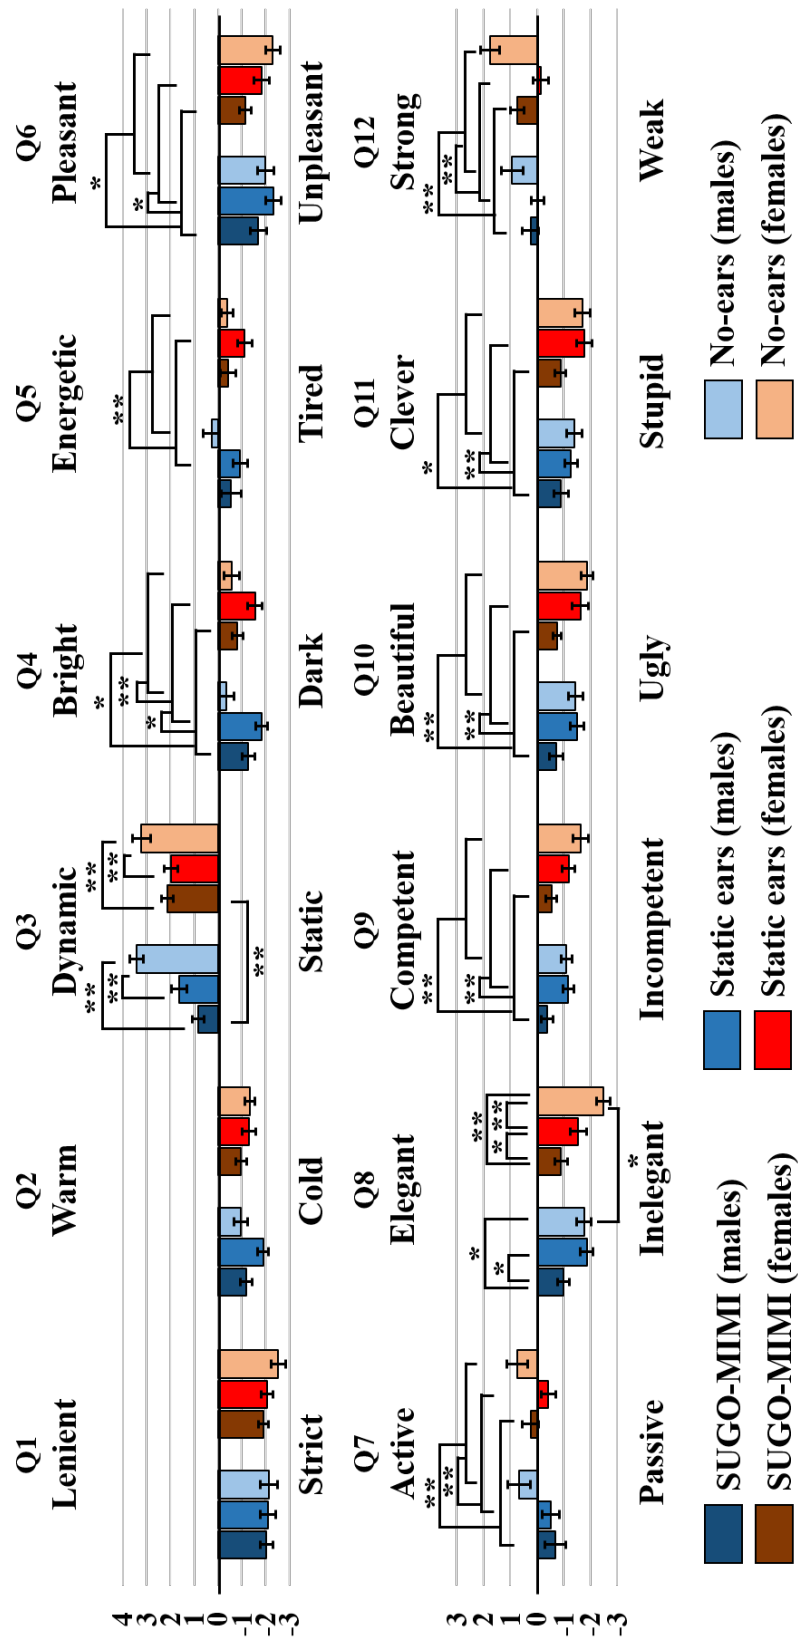 Q1 Q2 Q3 Q4 Q5 Q6
Lenient Warm Dynamic Bright Energetic Pleasant
4
** ** * ** *
** ** **
3
* *
2
1
0
-1
-2
-3
**
Strict Cold Static Dark Tired Unpleasant
Q7 Q8 Q9 Q10 Q11 Q12
Active Elegant Competent Beautiful Clever Strong
** ** ** * **
** * ** ** ** ** **
3
* * **
2
1
0
-1
-2
-3
*
Passive Inelegant Incompetent Ugly Stupid Weak
SUGO-MIMI (males) Static ears (males) No-ears (males)
SUGO-MIMI (females) Static ears (females) No-ears (females)